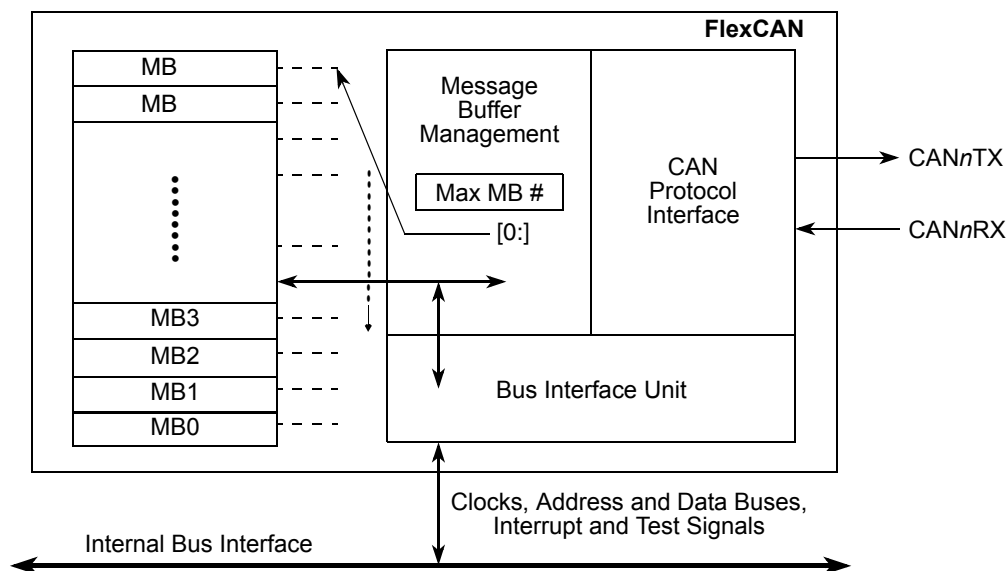 FlexCAN
MB
MB
MB3
MB2
MB1
MB0
Message
Buffer
Management
Max MB #
[0:]
CAN
Protocol
Interface
CANnTX
CANnRX
Bus Interface Unit
Clocks, Address and Data Buses,
Interrupt and Test Signals
Internal Bus Interface